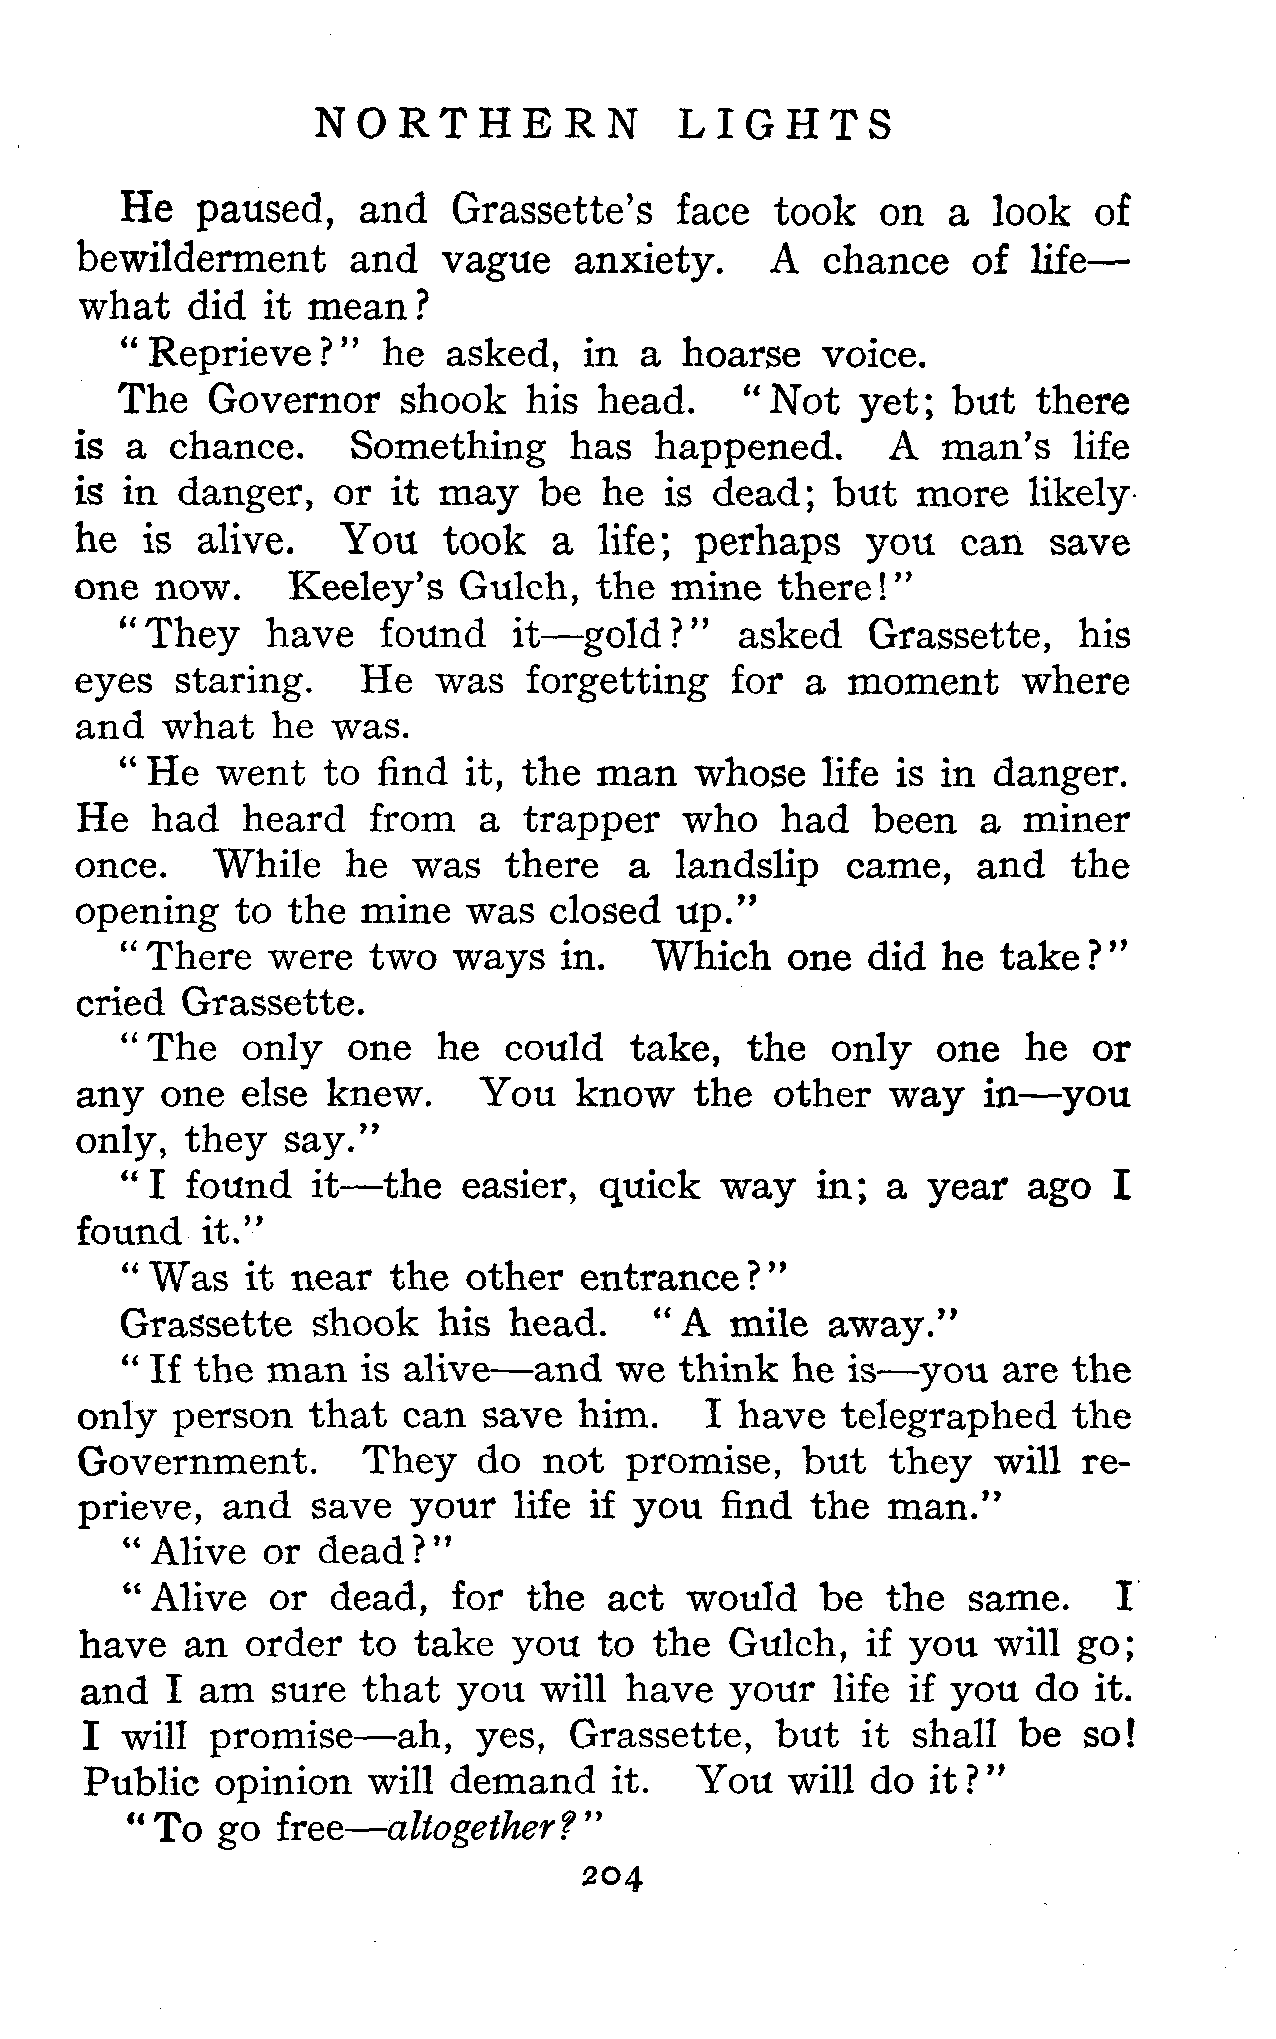 NORTHERN LIGHTS
He paused, and Grassette's face took on a look of
bewilderment and vague anxiety. A chance of life—
what did it mean?
"Reprieve?" he asked, in a hoarse voice.
The Governor shook his head. "Not yet; but there
is a chance. Something has happened. A man's life
is in danger, or it may be he is dead; but more likely
he is alive. You took a life; perhaps you can save
one now. Keeley's Gulch, the mine there!"
"They have found it—gold?" asked Grassette, his
eyes staring. He was forgetting for a moment where
and what he was.
"He went to find it, the man whose life is in danger.
He had heard from a trapper who had been a miner
once. While he was there a landslip came, and the
opening to the mine was closed up."
"There were two ways in. Which one did he take?"
cried Grassette.
"The only one he could take, the only one he or
any one else knew. You know the other way in—you
only, they say."
"I found it—the easier, quick way in; a year ago I
found it."
"Was it near the other entrance?"
Grassette shook his head. "A mile away."
"If the man is alive—and we think he is—you are the
only person that can save him. I have telegraphed the
Government. They do not promise, but they will re-
prieve, and save your life if you find the man."
"Alive or dead?"
"Alive or dead, for the act would be the same. I
have an order to take you to the Gulch, if you will go;
and I am sure that you will have your life if you do it.
I will promise—ah, yes, Grassette, but it shall be so!
Public opinion will demand it. You will do it?"
"To go free—altogether?"
204